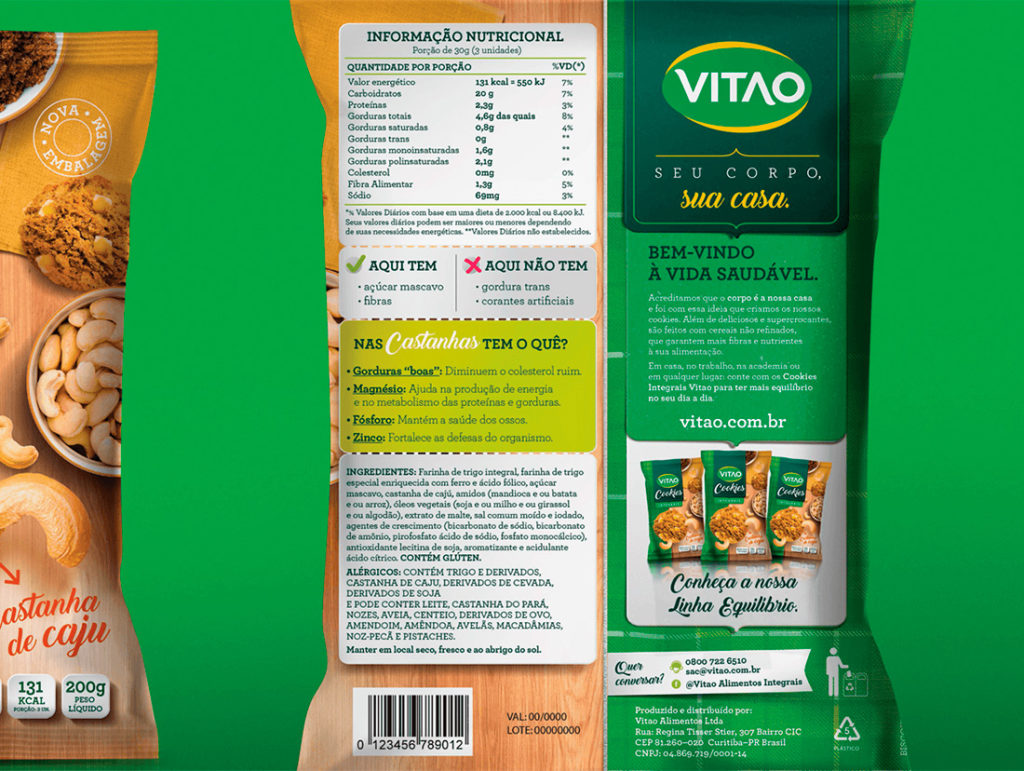 NOVA
EMBALAGEM
Castanha
de caju
131
KCAL
PORÇÃO: 3 UN.
200g
PESO
LÍQUIDO
INFORMAÇÃO NUTRICIONAL
Porção de 30g (3 unidades)
QUANTIDADE POR PORÇÃO %VD(*)
Valor energético 131 kcal = 550 kJ 7%
Carboidratos 20 g 7%
Proteínas 2,3g 3%
Gorduras totais 4,6g das quais 8%
Gorduras saturadas 0,8g 4%
Gorduras trans 0g **
Gorduras monoinsaturadas 1,6g **
Gorduras polinsaturadas 2,1g **
Colesterol 0mg 0%
Fibra Alimentar 1,3g 5%
Sódio 69mg 3%
*% Valores Diários com base em uma dieta de 2.000 kcal ou 8.400 kJ.
Seus valores diários podem ser maiores ou menores dependendo
de suas necessidades energéticas. **Valores Diários não estabelecidos.
AQUI TEM
• açúcar mascavo
• fibras
AQUI NÃO TEM
• gordura trans
• corantes artificiais
NAS Castanhas TEM O QUÊ?
• Gorduras “boas”: Diminuem o colesterol ruim.
• Magnésio: Ajuda na produção de energia
e no metabolismo das proteínas e gorduras.
• Fósforo: Mantém a saúde dos ossos.
• Zinco: Fortalece as defesas do organismo.
INGREDIENTES: Farinha de trigo integral, farinha de trigo
especial enriquecida com ferro e ácido fólico, açúcar
mascavo, castanha de cajú, amidos (mandioca e ou batata
e ou arroz), óleos vegetais (soja e ou milho e ou girassol
e ou algodão), extrato de malte, sal comum moído e iodado,
agentes de crescimento (bicarbonato de sódio, bicarbonato
de amônio, pirofosfato ácido de sódio, fosfato monocálcico),
antioxidante lecitina de soja, aromatizante e acidulante
ácido cítrico. CONTÉM GLÚTEN.
ALÉRGICOS: CONTÉM TRIGO E DERIVADOS,
CASTANHA DE CAJU, DERIVADOS DE CEVADA,
DERIVADOS DE SOJA
E PODE CONTER LEITE, CASTANHA DO PARÁ,
NOZES, AVEIA, CENTEIO, DERIVADOS DE OVO,
AMENDOIM, AMÊNDOA, AVELÃS, MACADÂMIAS,
NOZ-PECÃ E PISTACHES.
Manter em local seco, fresco e ao abrigo do sol.
0 123456 789012
VAL: 00/0000
LOTE: 00000000
VITAO
SEU CORPO,
sua casa.
BEM-VINDO
À VIDA SAUDÁVEL.
Acreditamos que o corpo é a nossa casa
e foi com essa ideia que criamos os nossos
cookies. Além de deliciosos e supercrocantes,
são feitos com cereais não refinados,
que garantem mais fibras e nutrientes
à sua alimentação.
Em casa, no trabalho, na academia ou
em qualquer lugar: conte com os Cookies
Integrais Vitao para ter mais equilíbrio
no seu dia a dia.
vitao.com.br
VITAO
Cookies
INTEGRAIS
VITAO
Cookies
INTEGRAIS
VITAO
Cookies
INTEGRAIS
Conheça a nossa
Linha Equilíbrio.
Quer
conversar?
0800 722 6510
sac@vitao.com.br
@Vitao Alimentos Integrais
Produzido e distribuído por:
Vitao Alimentos Ltda
Rua: Regina Tisser Stier, 307 Bairro CIC
CEP 81.260-020 Curitiba-PR Brasil
CNPJ: 04.869.719/0001-14
5
PLÁSTICO